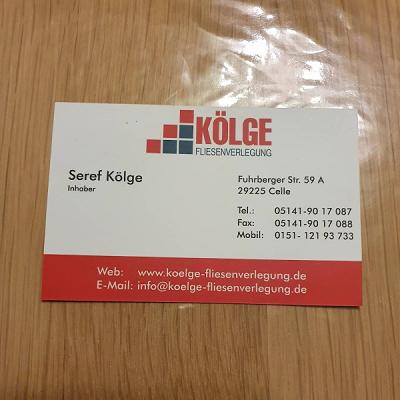 KÖLGE
FLIESENVERLEGUNG
Seref Kölge
Inhaber
Fuhrberger Str. 59 A
29225 Celle
Tel.: 05141-90 17 087
Fax: 05141-90 17 088
Mobil: 0151- 121 93 733
Web: www.koelge-fliesenverlegung.de
E-Mail: info@koelge-fliesenverlegung.de